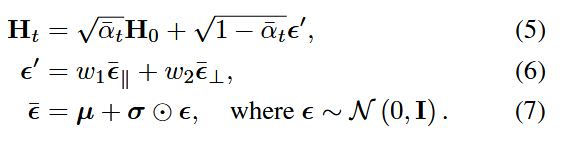 H_t = √ᾱ_t H_0 + √1 − ᾱ_t ϵ′, (5)
ϵ′ = w_1 ϵ̄_∥ + w_2 ϵ̄_⊥, (6)
ϵ̄ = μ + σ ⊙ ϵ, where ϵ ∼ 𝒩 (0, I) . (7)